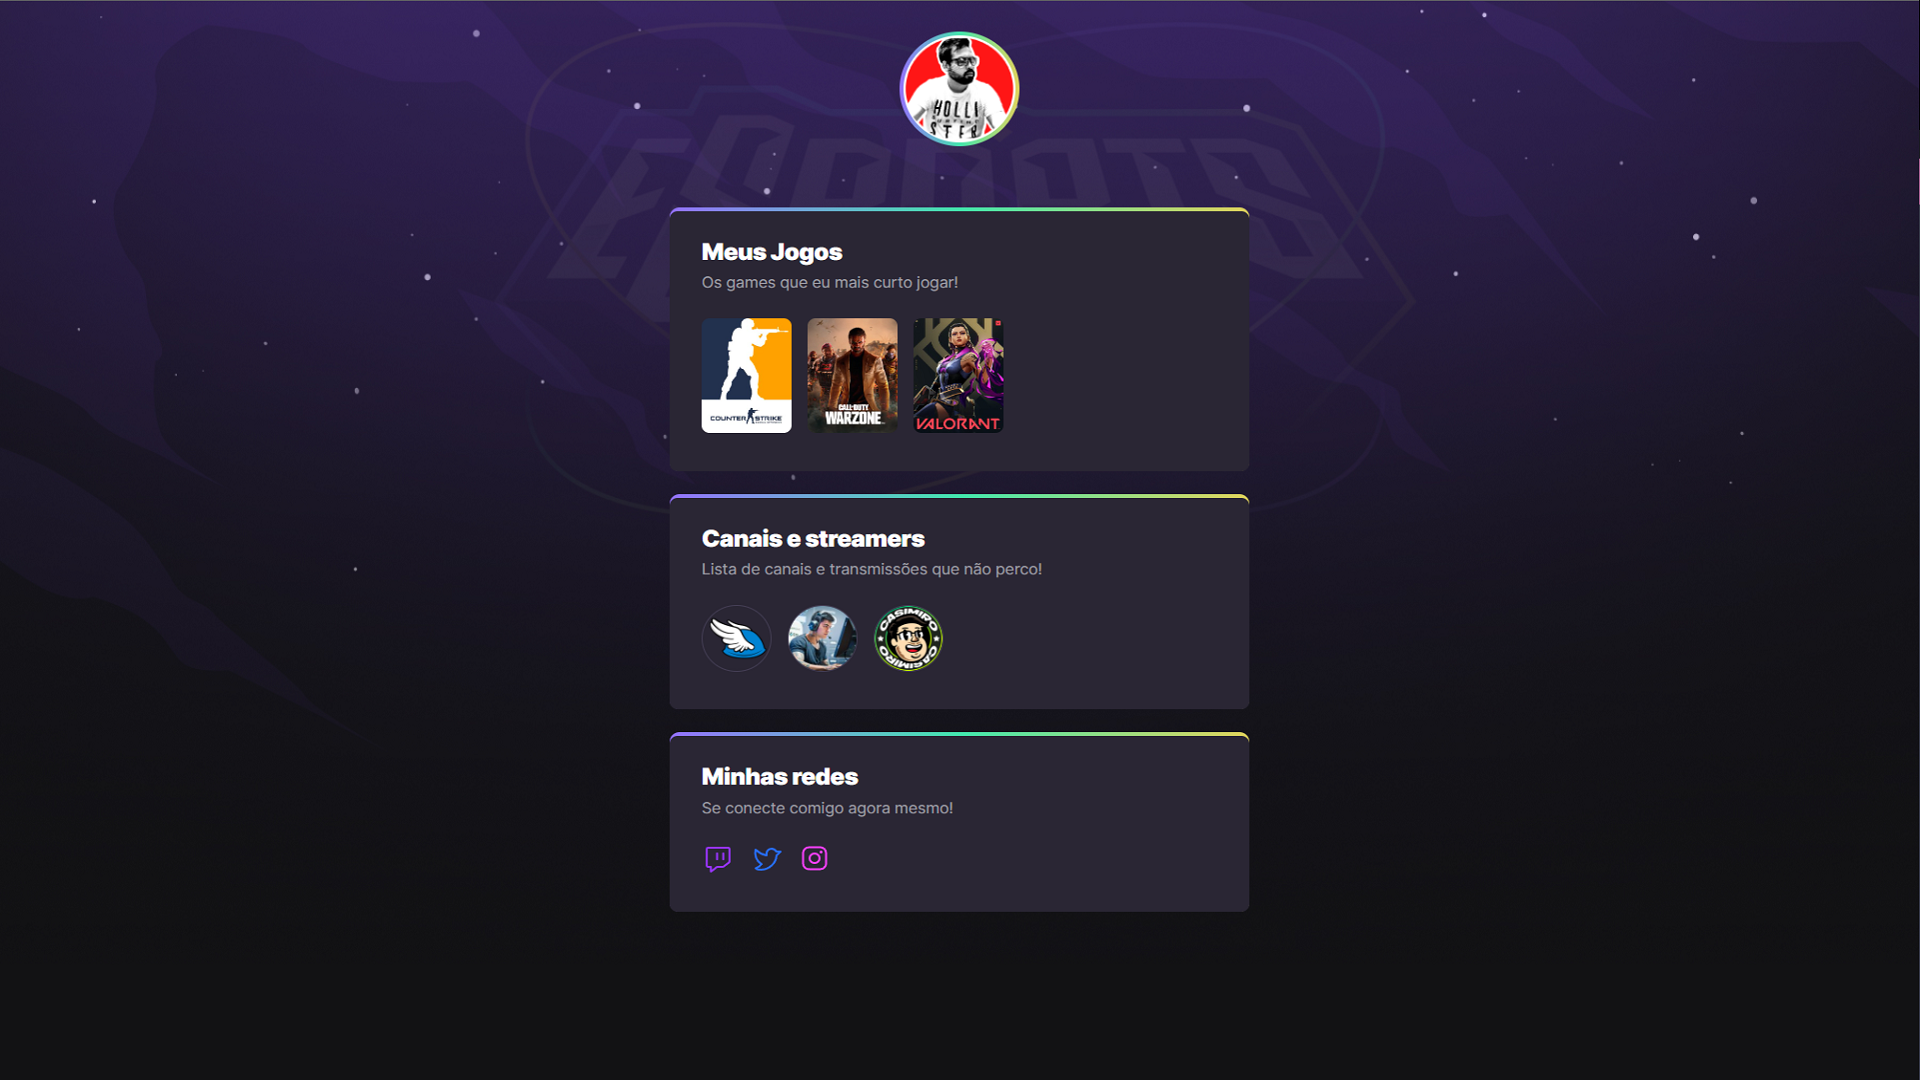 ESPORTS
HOLLI
STER
Meus Jogos
Os games que eu mais curto jogar!
COUNTER STRIKE
CALL OF DUTY
WARZONE
VALORANT
Canais e streamers
Lista de canais e transmissões que não perco!
CASIMIRO
CASIMIRO
Minhas redes
Se conecte comigo agora mesmo!